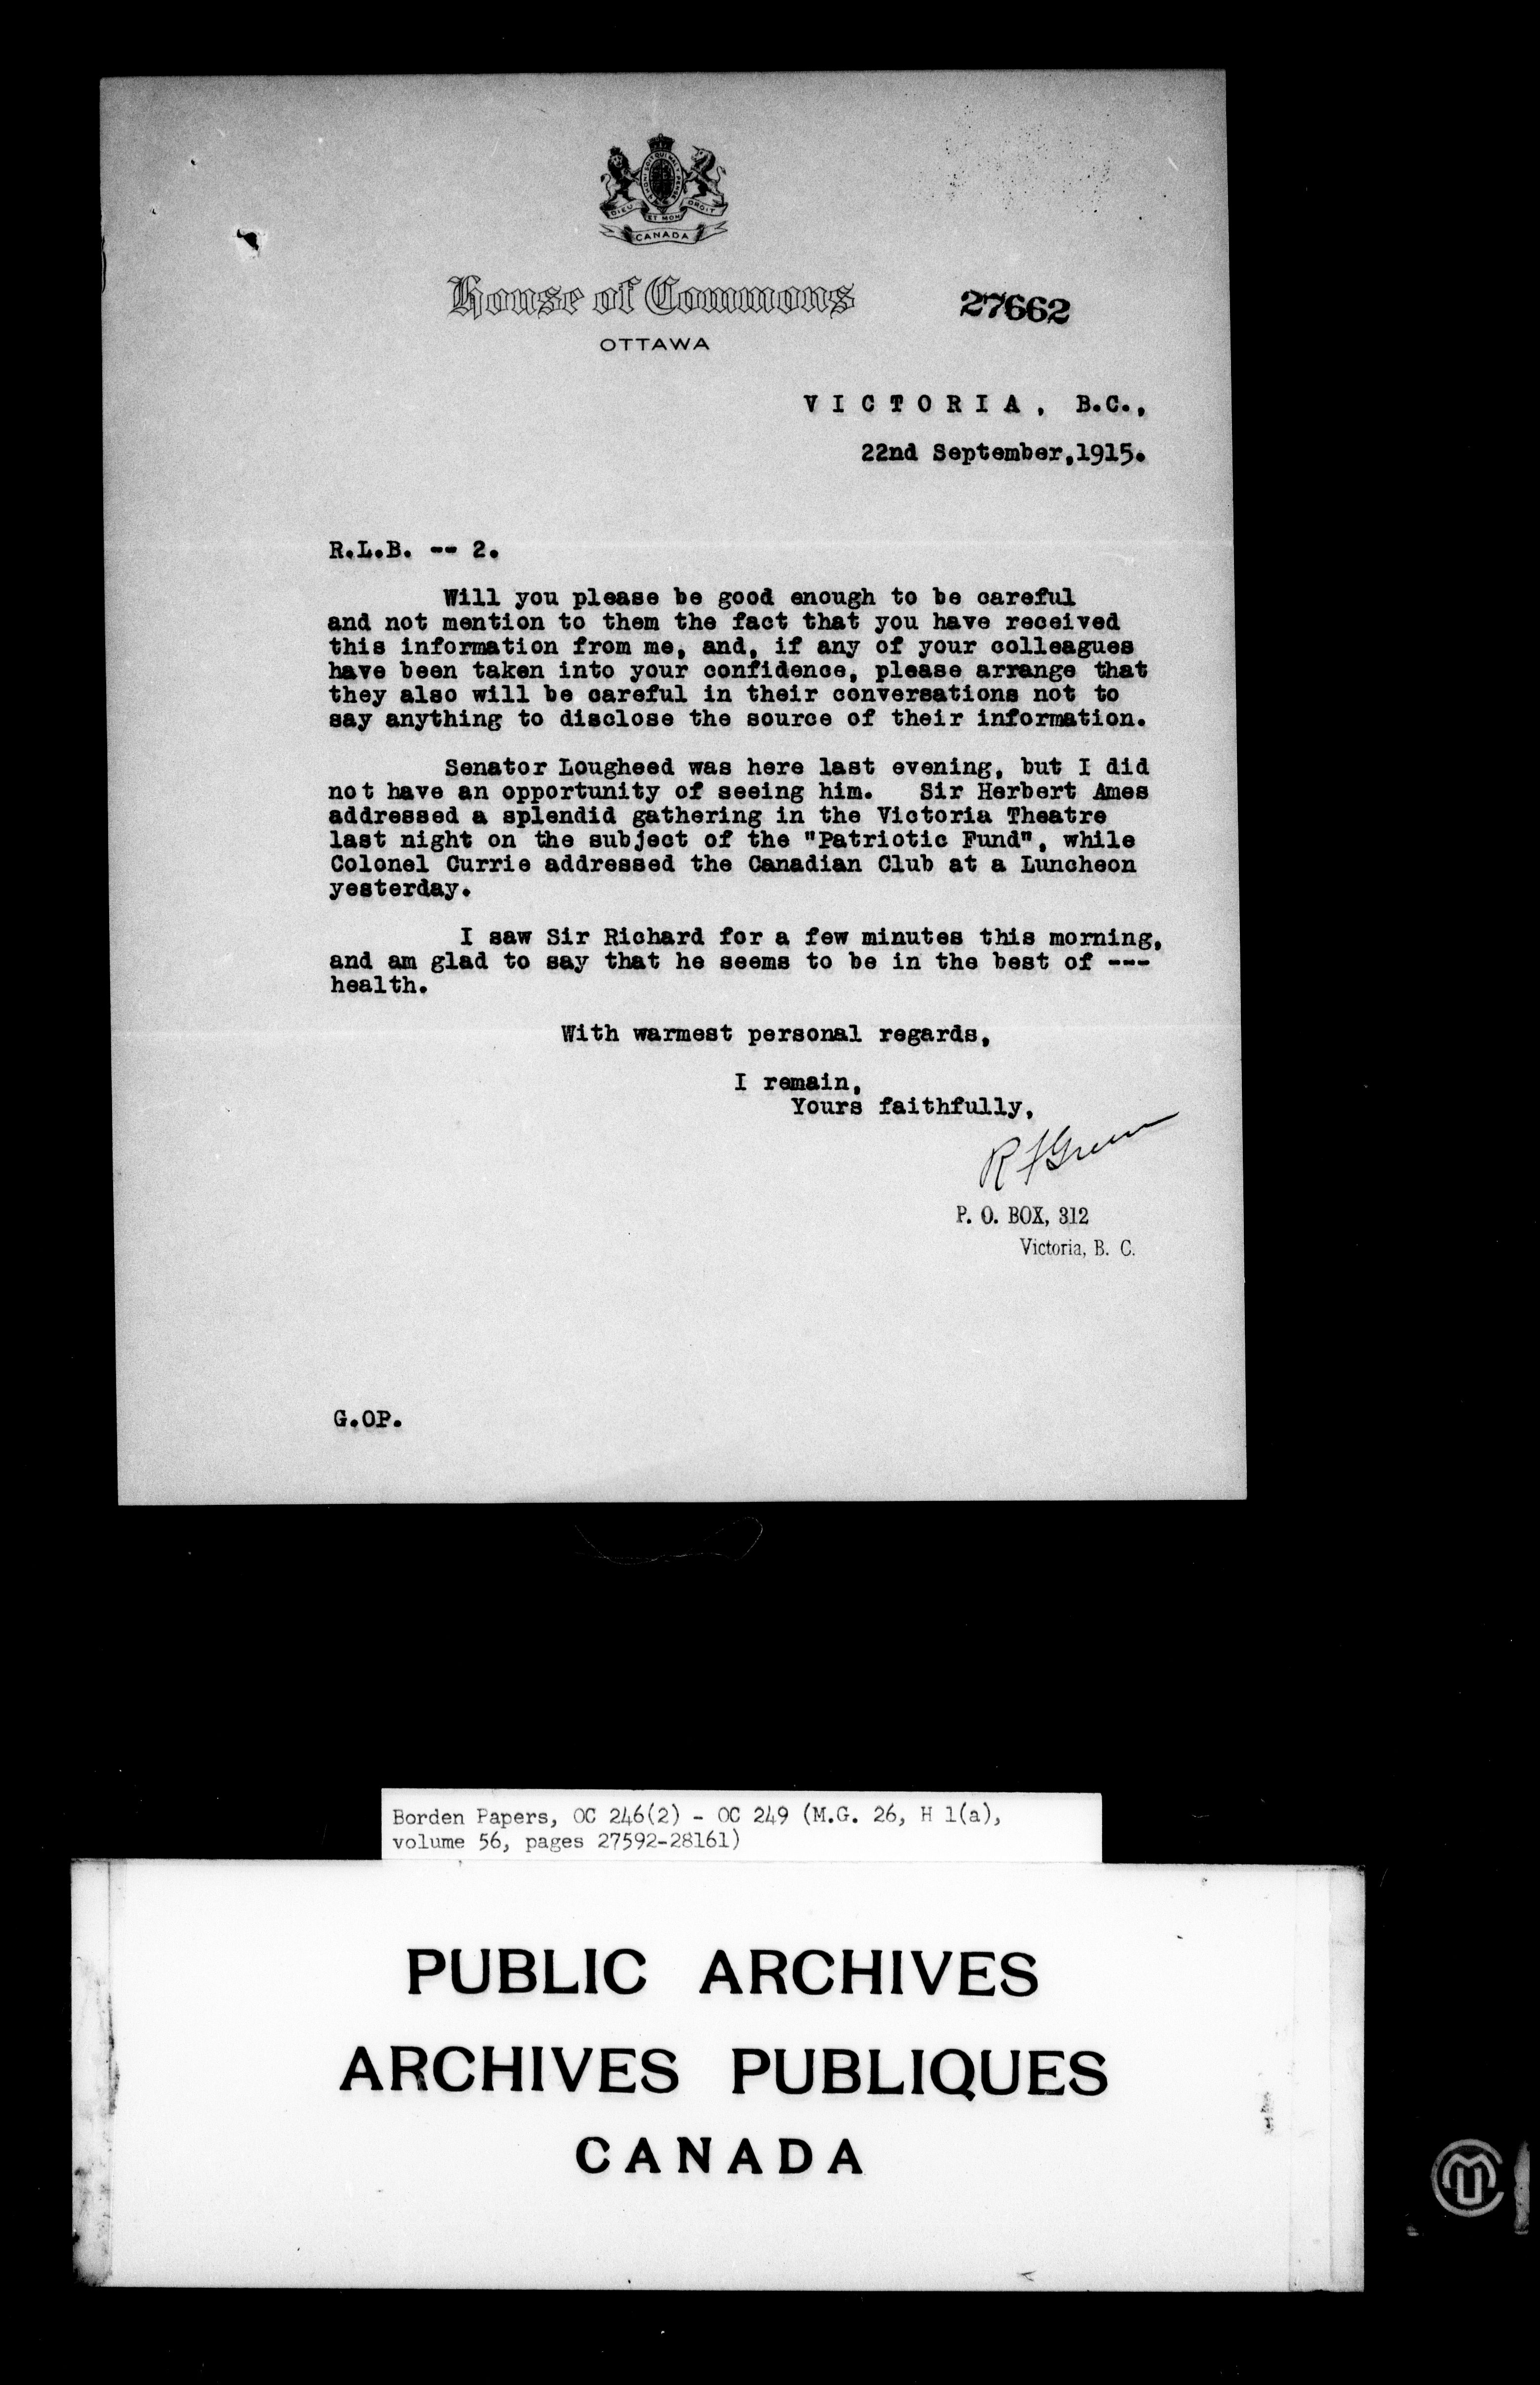 HONI SOIT QUI MAL Y PENSE
DIEU ET MON DROIT
CANADA
House of Commons
27662
OTTAWA
V I C T O R I A , B.C.,
22nd September,1915.
R.L.B. -- 2.
Will you please be good enough to be careful
and not mention to them the fact that you have received
this information from me, and, if any of your colleagues
have been taken into your confidence, please arrange that
they also will be careful in their conversations not to
say anything to disclose the source of their information.
Senator Lougheed was here last evening, but I did
not have an opportunity of seeing him. Sir Herbert Ames
addressed a splendid gathering in the Victoria Theatre
last night on the subject of the "Patriotic Fund", while
Colonel Currie addressed the Canadian Club at a Luncheon
yesterday.
I saw Sir Richard for a few minutes this morning,
and am glad to say that he seems to be in the best of ---
health.
With warmest personal regards,
I remain,
Yours faithfully,
R F Green
P. O. BOX, 312
Victoria, B. C.
G.OP.
Borden Papers, OC 246(2) - OC 249 (M.G. 26, H 1(a),
volume 56, pages 27592-28161)
PUBLIC ARCHIVES
ARCHIVES PUBLIQUES
CANADA